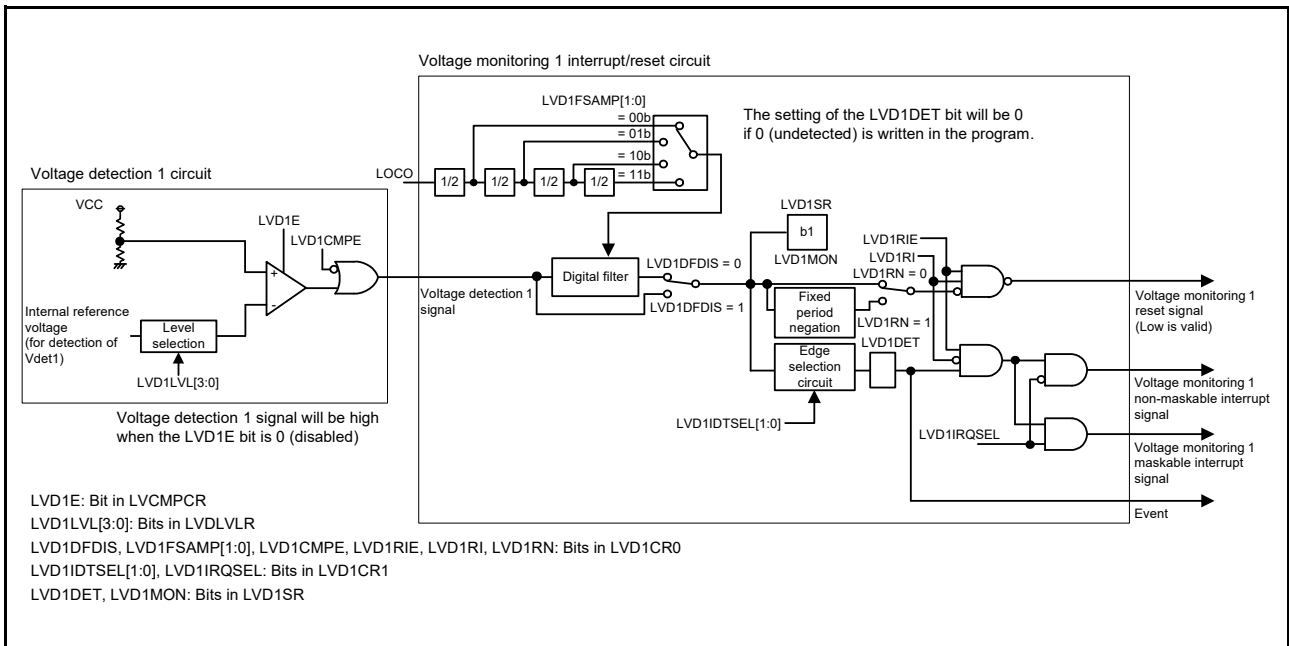 Voltage monitoring 1 interrupt/reset circuit
LVD1FSAMP[1:0]
= 00b
= 01b
= 10b
= 11b
The setting of the LVD1DET bit will be 0
if 0 (undetected) is written in the program.
LOCO
1/2
1/2
1/2
1/2
Voltage detection 1 circuit
VCC
LVD1E
LVD1CMPE
+
-
Internal reference
voltage
(for detection of
Vdet1)
Level
selection
LVD1LVL[3:0]
Voltage detection 1 signal will be high
when the LVD1E bit is 0 (disabled)
Voltage detection 1
signal
Digital filter
LVD1DFDIS = 0
LVD1DFDIS = 1
LVD1SR
b1
LVD1MON
LVD1RIE
LVD1RI
LVD1RN = 0
Fixed
period
negation
LVD1RN = 1
Edge
selection
circuit
LVD1DET
LVD1IDTSEL[1:0]
LVD1IRQSEL
Voltage monitoring 1
reset signal
(Low is valid)
Voltage monitoring 1
non-maskable interrupt
signal
Voltage monitoring 1
maskable interrupt
signal
Event
LVD1E: Bit in LVCMPCR
LVD1LVL[3:0]: Bits in LVDLVLR
LVD1DFDIS, LVD1FSAMP[1:0], LVD1CMPE, LVD1RIE, LVD1RI, LVD1RN: Bits in LVD1CR0
LVD1IDTSEL[1:0], LVD1IRQSEL: Bits in LVD1CR1
LVD1DET, LVD1MON: Bits in LVD1SR